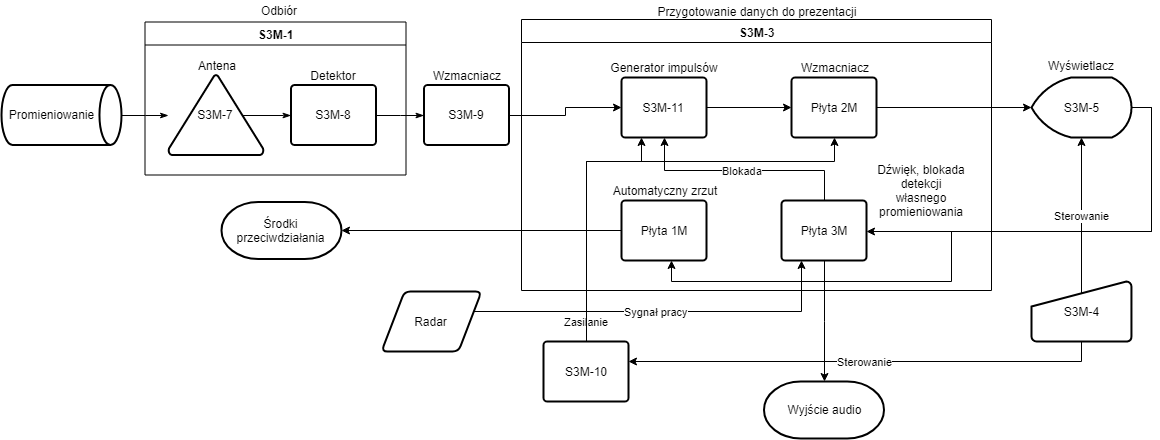 Odbiór
S3M-1
Przygotowanie danych do prezentacji
S3M-3
Promieniowanie
Antena
S3M-7
Detektor
S3M-8
Wzmacniacz
S3M-9
Generator impulsów
S3M-11
Wzmacniacz
Płyta 2M
Wyświetlacz
S3M-5
Blokada
Dźwięk, blokada
detekcji
własnego
promieniowania
Automatyczny zrzut
Płyta 1M
Płyta 3M
Środki
przeciwdziałania
Sterowanie
Radar
Sygnał pracy
Zasilanie
S3M-4
S3M-10
Sterowanie
Wyjście audio